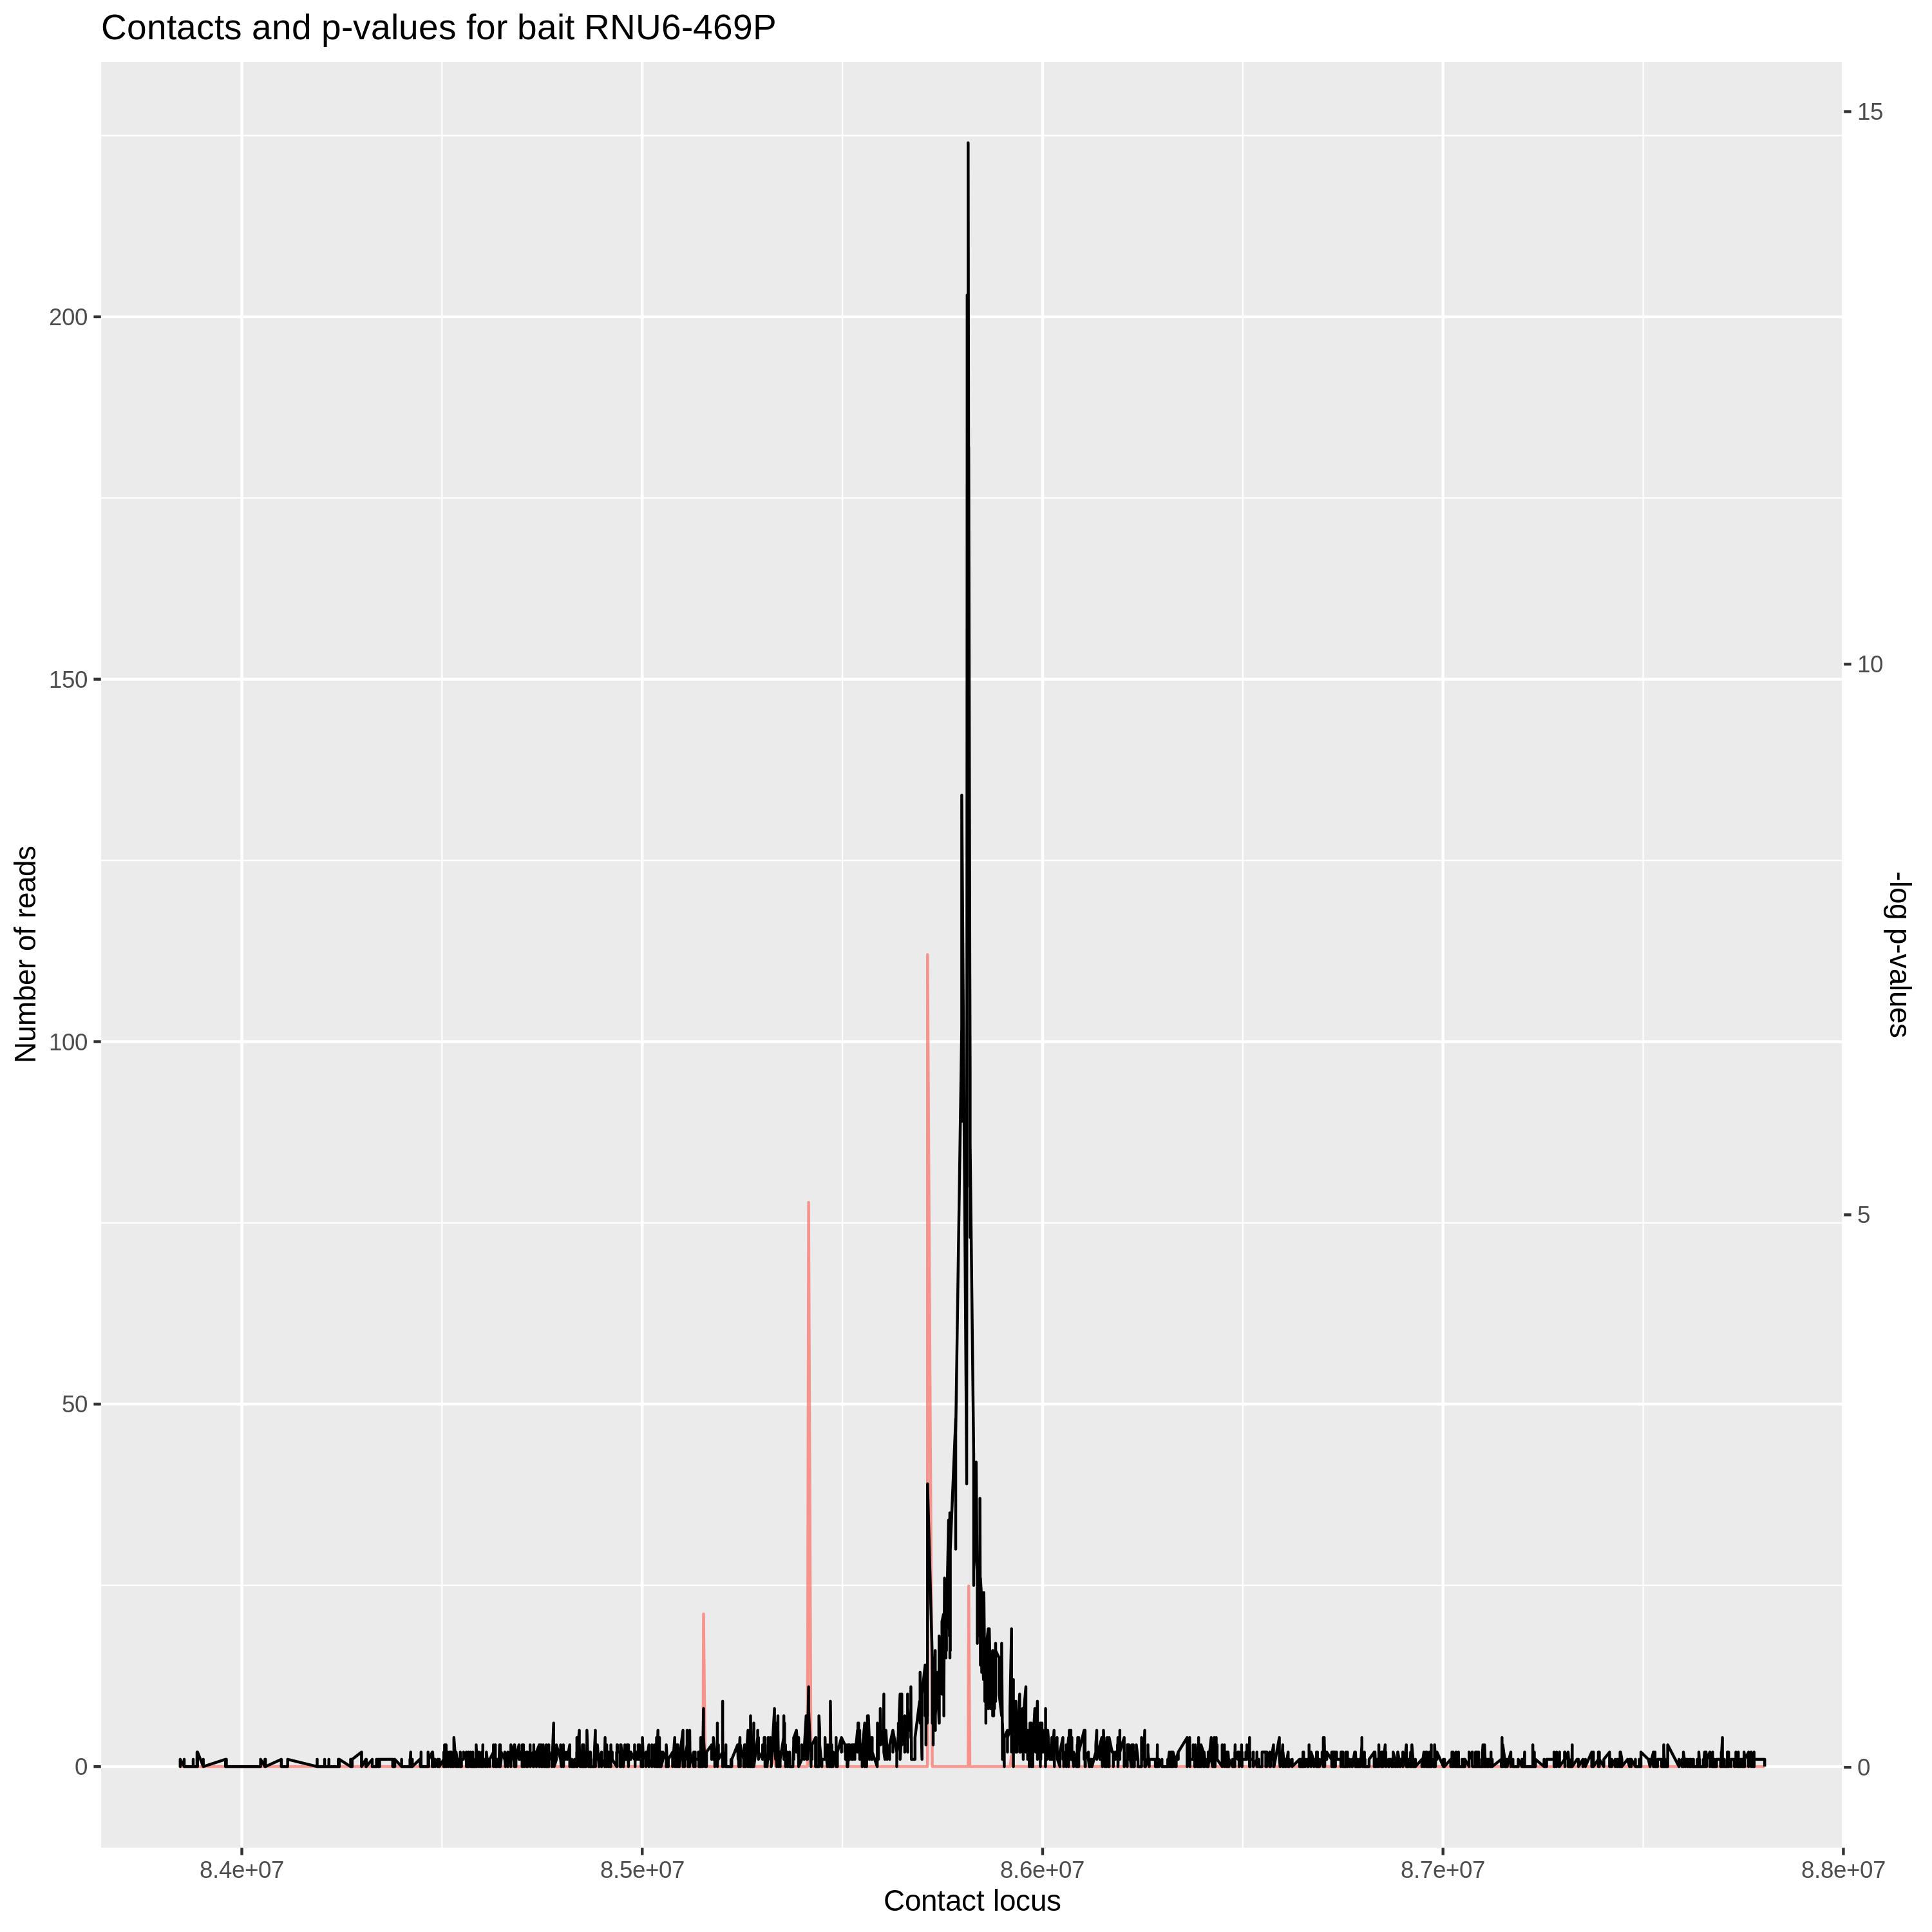 Contacts and p-values for bait RNU6-469P
15
200
150
10
Number of reads
-log p-values
100
5
50
0
0
8.4e+07
8.5e+07
8.6e+07
8.7e+07
8.8e+07
Contact locus